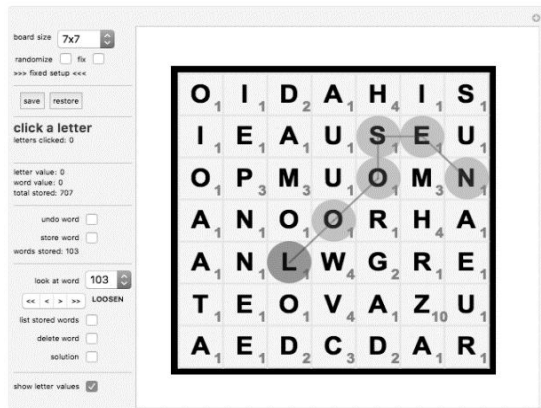 board size 7x7
randomize fix
>>> fixed setup <<<
save restore
click a letter
letters clicked: 0
letter value: 0
word value: 0
total stored: 707
undo word
store word
words stored: 103
look at word 103
<< < > >> LOOSEN
list stored words
delete word
solution
show letter values
O1 I1 D2 A1 H4 I1 S1
I1 E1 A1 U1 S1 E1 U1
O1 P3 M3 U1 O1 M3 N1
A1 N1 O1 O1 R1 H4 A1
A1 N1 L1 W4 G2 R1 E1
T1 E1 O1 V4 A1 Z10 U1
A1 E1 D2 C3 D2 A1 R1